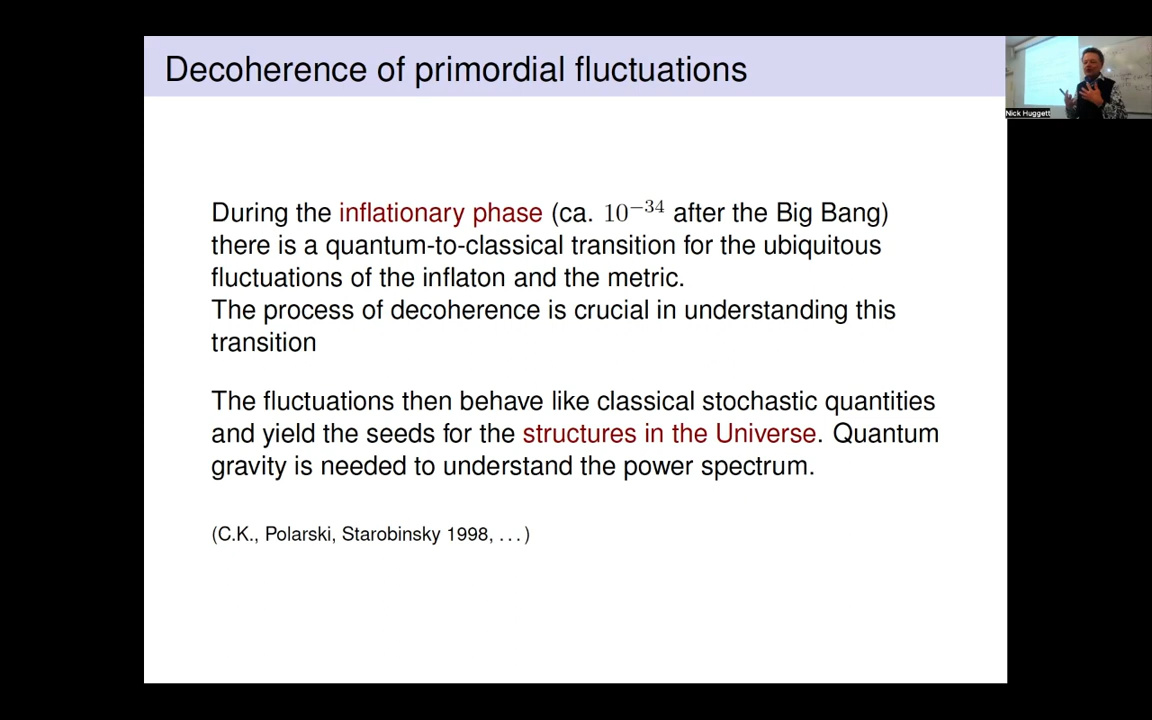 Decoherence of primordial fluctuations
Nick Huggett
During the inflationary phase (ca. 10⁻³⁴ after the Big Bang)
there is a quantum-to-classical transition for the ubiquitous
fluctuations of the inflaton and the metric.
The process of decoherence is crucial in understanding this
transition
The fluctuations then behave like classical stochastic quantities
and yield the seeds for the structures in the Universe. Quantum
gravity is needed to understand the power spectrum.
(C.K., Polarski, Starobinsky 1998, ...)